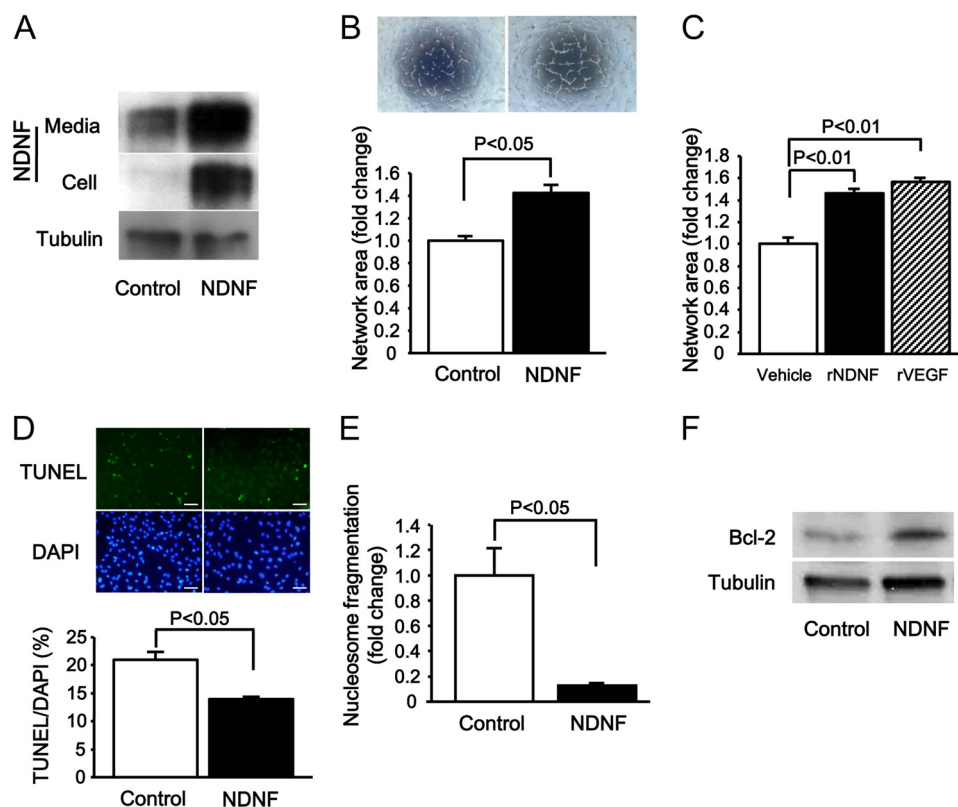 A
NDNF
Media
Cell
Tubulin
Control NDNF
B
P<0.05
Network area (fold change)
1.6
1.4
1.2
1.0
0.8
0.6
0.4
0.2
0
Control NDNF
C
P<0.01
P<0.01
Network area (fold change)
1.8
1.6
1.4
1.2
1.0
0.8
0.6
0.4
0.2
0
Vehicle rNDNF rVEGF
D
TUNEL
DAPI
P<0.05
TUNEL/DAPI (%)
25
20
15
10
5
0
Control NDNF
E
P<0.05
Nucleosome fragmentation
(fold change)
1.4
1.2
1.0
0.8
0.6
0.4
0.2
0
Control NDNF
F
Bcl-2
Tubulin
Control NDNF